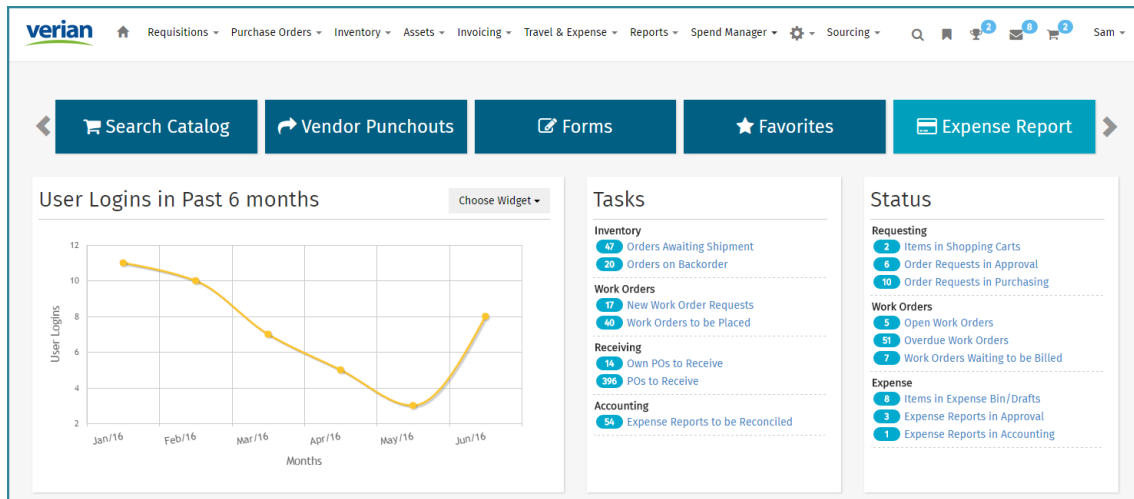 verian
Requisitions Purchase Orders Inventory Assets Invoicing Travel & Expense Reports Spend Manager Sourcing 2 8 2 Sam
Search Catalog
Vendor Punchouts
Forms
Favorites
Expense Report
User Logins in Past 6 months
Choose Widget
12
10
8
6
4
2
User Logins
Jan/16 Feb/16 Mar/16 Apr/16 May/16 Jun/16
Months
Tasks
Inventory
47 Orders Awaiting Shipment
20 Orders on Backorder
Work Orders
17 New Work Order Requests
40 Work Orders to be Placed
Receiving
14 Own POs to Receive
396 POs to Receive
Accounting
54 Expense Reports to be Reconciled
Status
Requesting
2 Items in Shopping Carts
6 Order Requests in Approval
10 Order Requests in Purchasing
Work Orders
5 Open Work Orders
51 Overdue Work Orders
7 Work Orders Waiting to be Billed
Expense
8 Items in Expense Bin/Drafts
3 Expense Reports in Approval
1 Expense Reports in Accounting